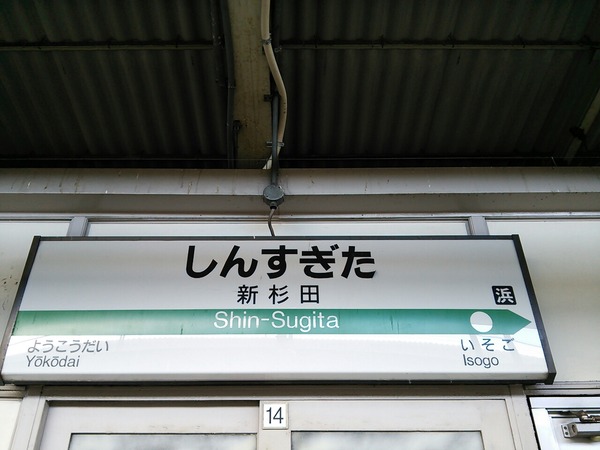 しんすぎた
新杉田
浜
Shin-Sugita
ようこうだい
Yōkōdai
いそご
Isogo
14